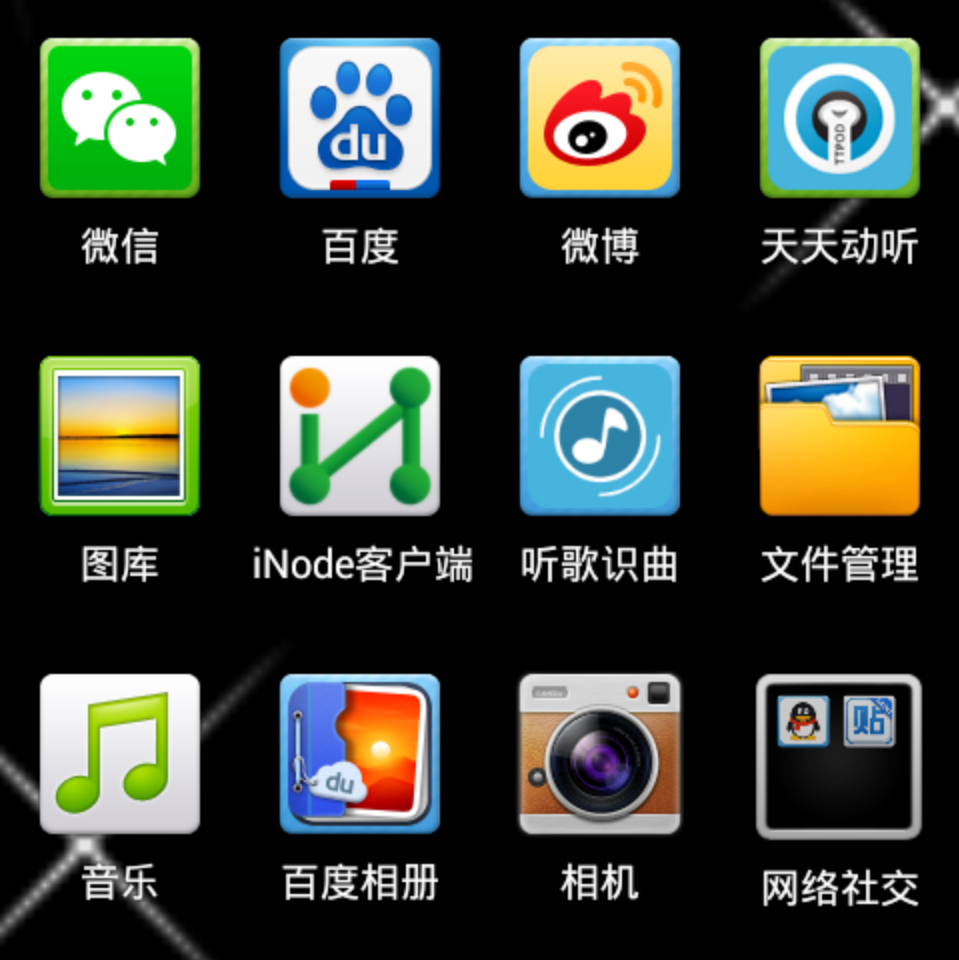 du
TTPOD
微信 百度 微博 天天动听
图库 iNode客户端 听歌识曲 文件管理
du
贴
音乐 百度相册 相机 网络社交